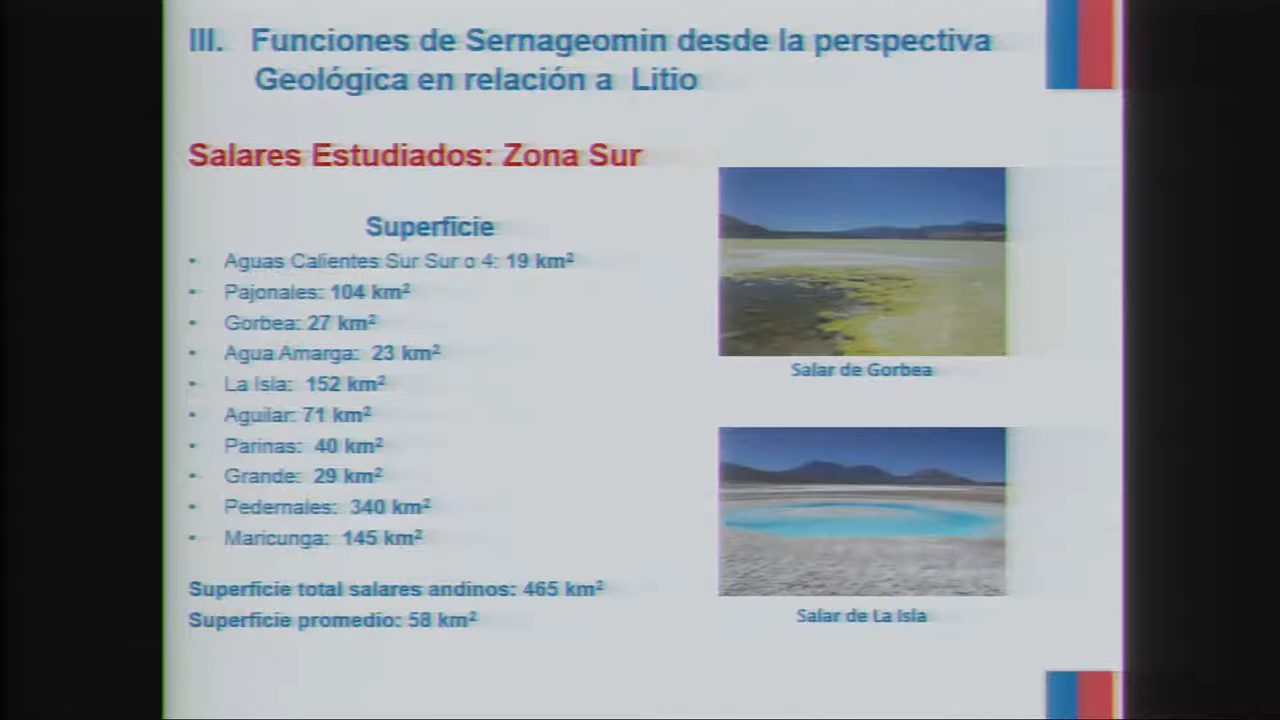 III. Funciones de Sernageomin desde la perspectiva
Geológica en relación a Litio
Salares Estudiados: Zona Sur
Superficie
• Aguas Calientes Sur Sur o 4: 19 km²
• Pajonales: 104 km²
• Gorbea: 27 km²
• Agua Amarga: 23 km²
• La Isla: 152 km²
• Aguilar: 71 km²
• Parinas: 40 km²
• Grande: 29 km²
• Pedernales: 340 km²
• Maricunga: 145 km²
Superficie total salares andinos: 465 km²
Superficie promedio: 58 km²
Salar de Gorbea
Salar de La Isla